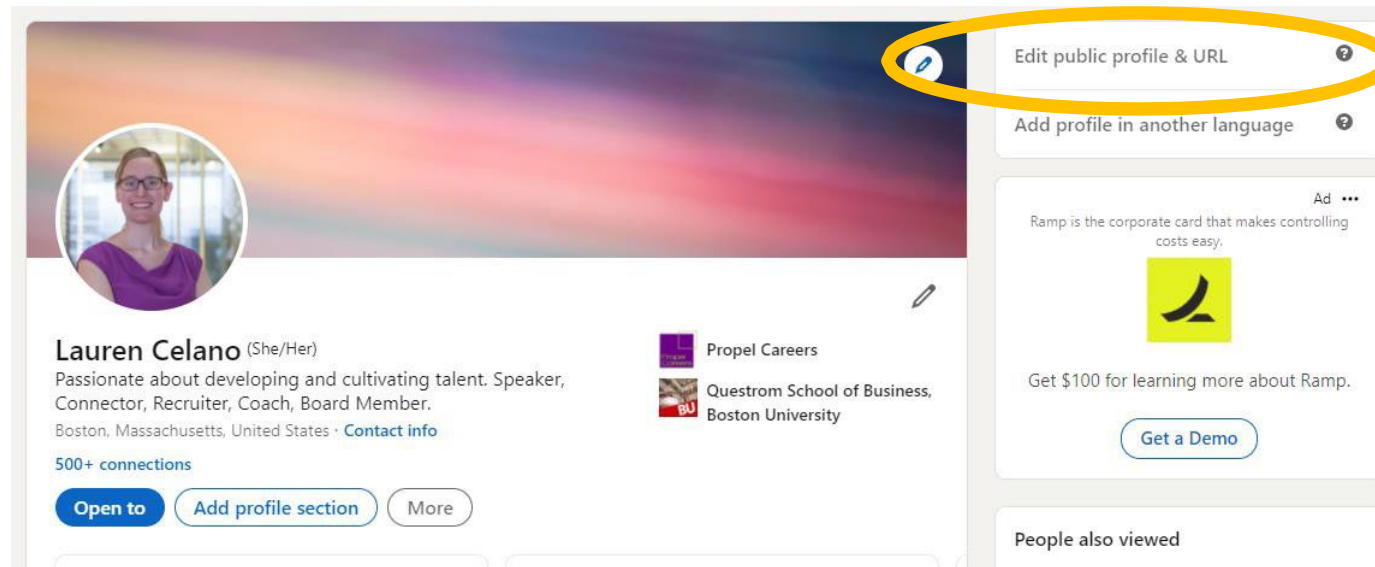 Edit public profile & URL
Add profile in another language
Ad
Ramp is the corporate card that makes controlling
costs easy.
Get $100 for learning more about Ramp.
Get a Demo
People also viewed
Lauren Celano (She/Her)
Passionate about developing and cultivating talent. Speaker,
Connector, Recruiter, Coach, Board Member.
Boston, Massachusetts, United States · Contact info
500+ connections
Open to
Add profile section
More
Propel Careers
Questrom School of Business,
Boston University
BU